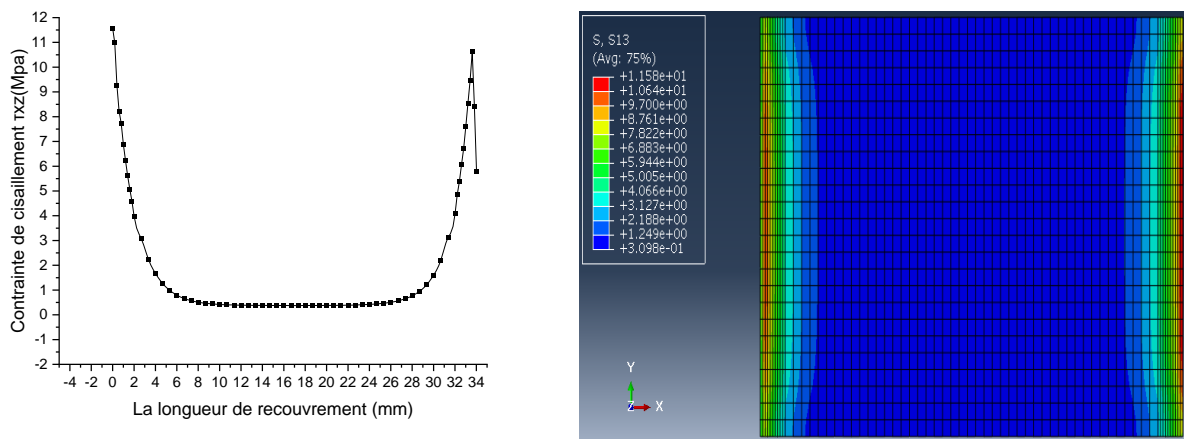 12
11
10
9
8
7
6
5
4
3
2
1
0
-1
-2
Contrainte de cisaillement τxz(Mpa)
-4 -2 0 2 4 6 8 10 12 14 16 18 20 22 24 26 28 30 32 34
La longueur de recouvrement (mm)
S, S13
(Avg: 75%)
+1.158e+01
+1.064e+01
+9.700e+00
+8.761e+00
+7.822e+00
+6.883e+00
+5.944e+00
+5.005e+00
+4.066e+00
+3.127e+00
+2.188e+00
+1.249e+00
+3.098e-01
Y
Z X